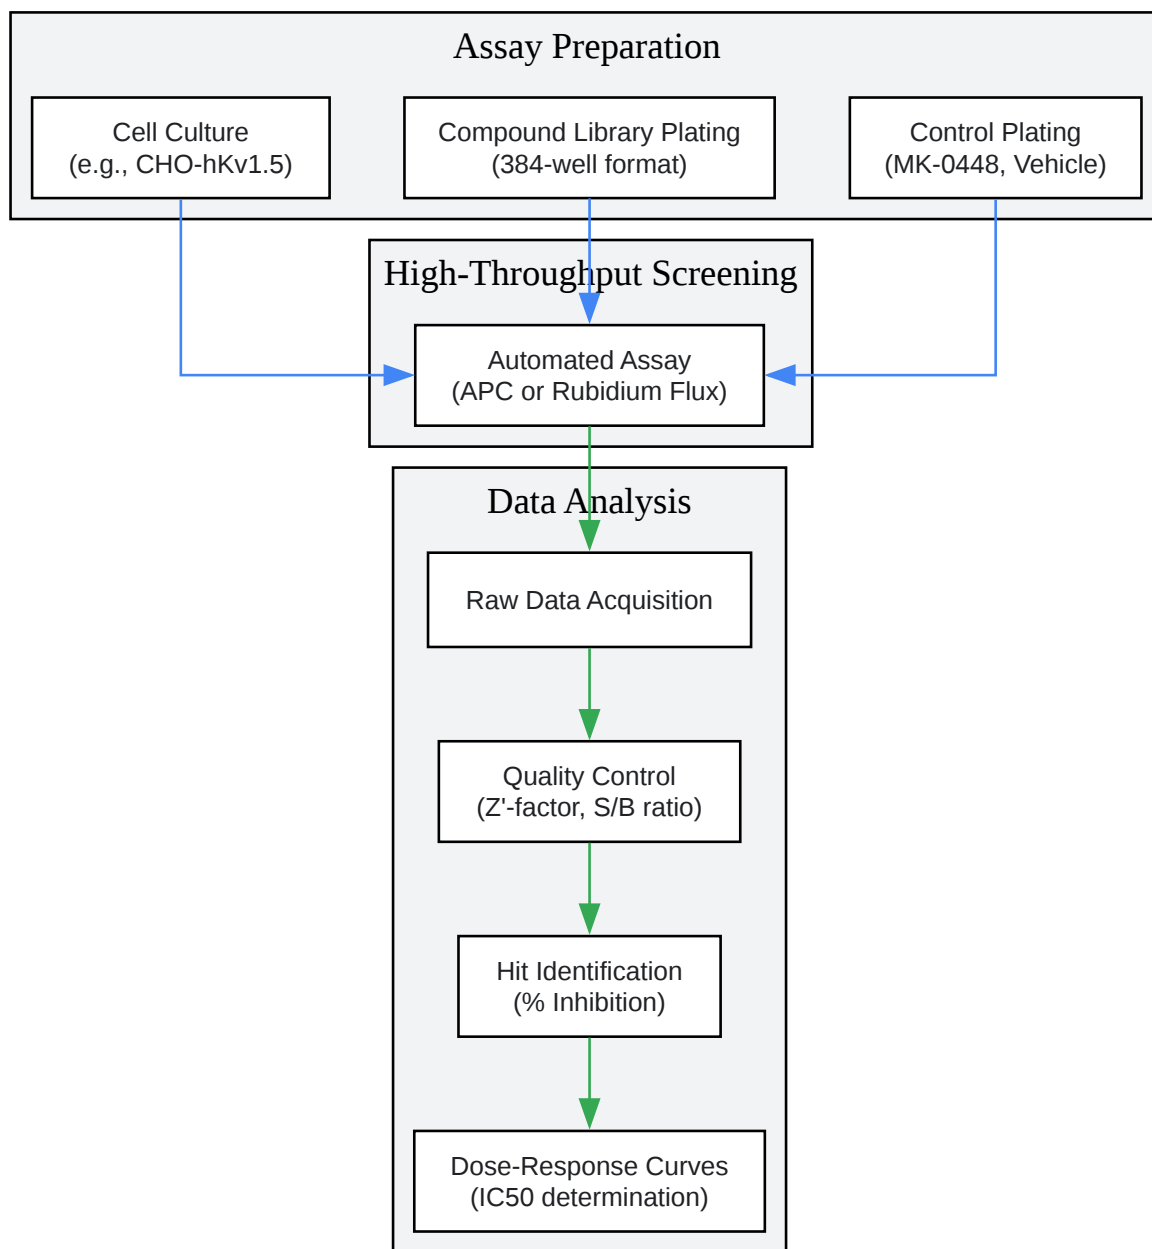 Assay Preparation
Cell Culture
(e.g., CHO-hKv1.5)
Compound Library Plating
(384-well format)
Control Plating
(MK-0448, Vehicle)
High-Throughput Screening
Automated Assay
(APC or Rubidium Flux)
Data Analysis
Raw Data Acquisition
Quality Control
(Z'-factor, S/B ratio)
Hit Identification
(% Inhibition)
Dose-Response Curves
(IC50 determination)